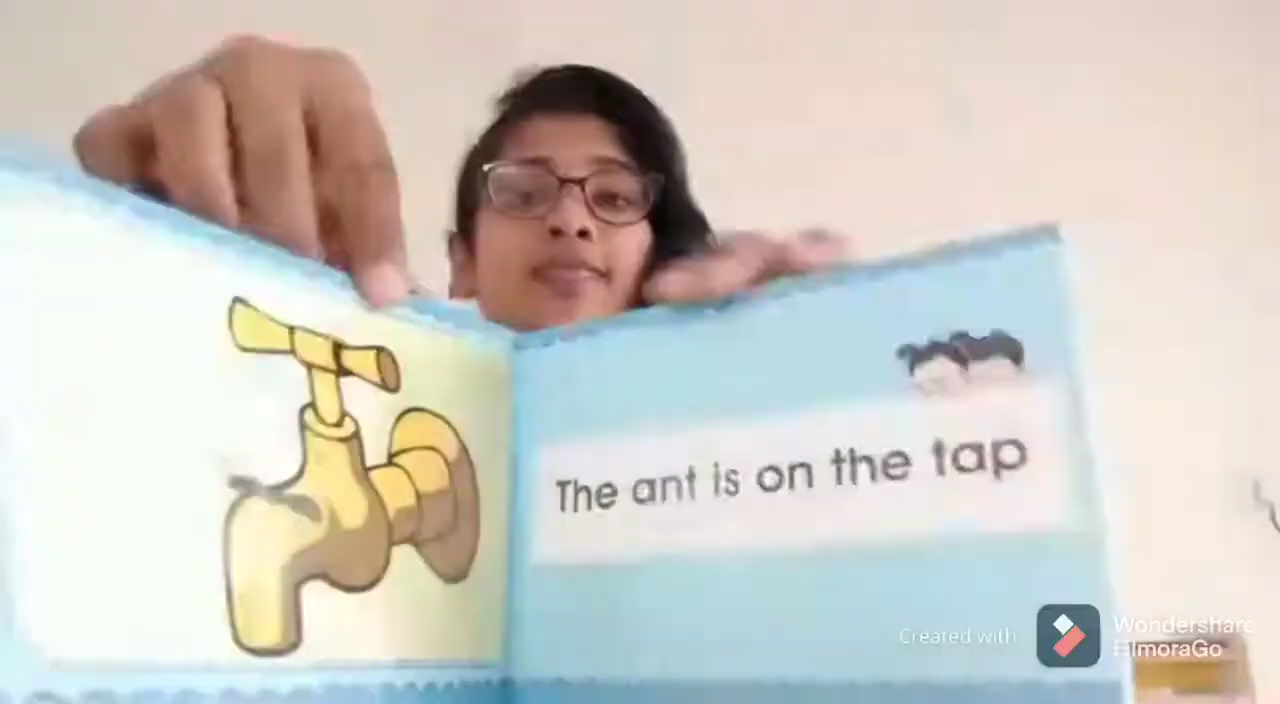 The ant is on the tap
Created with
Wondershare
FilmoraGo